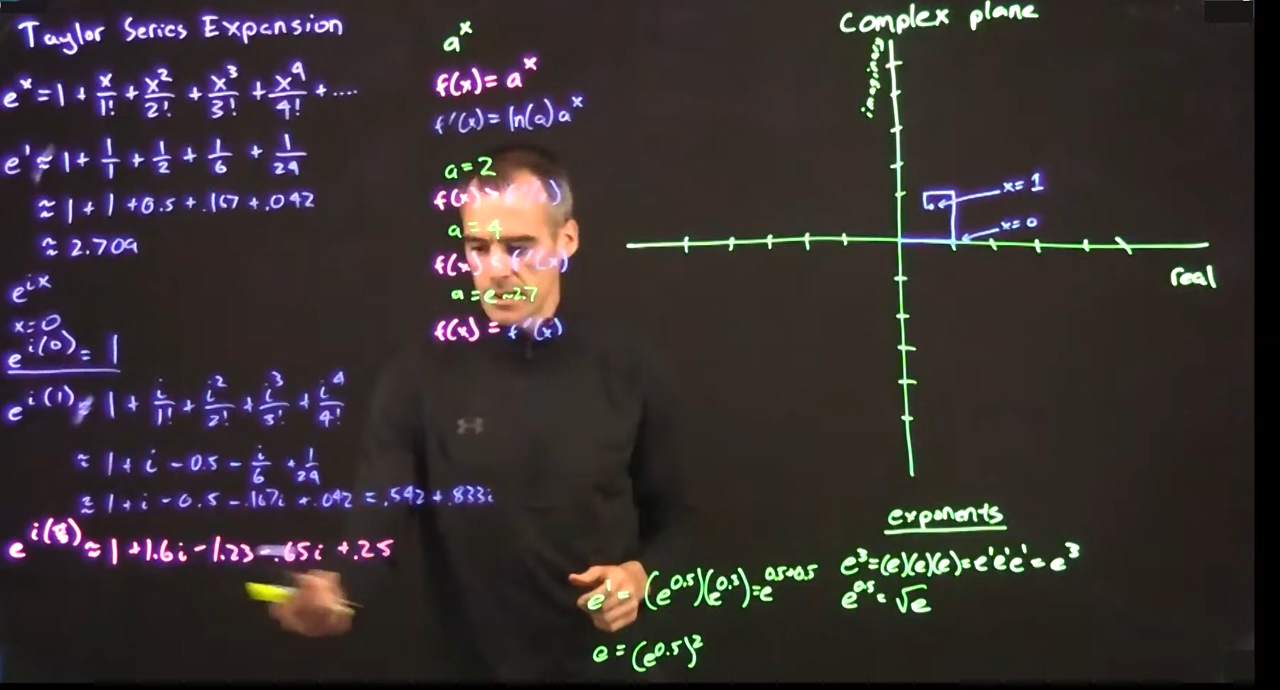 Taylor Series Expansion
e^x = 1 + x/1! + x^2/2! + x^3/3! + x^4/4! + ....
e^1 ≈ 1 + 1/1 + 1/2 + 1/6 + 1/24
≈ 1 + 1 + 0.5 + .167 + .042
≈ 2.709
e^ix
x=0
e^i(0) = 1
e^i(1) ≈ 1 + i/1! + i^2/2! + i^3/3! + i^4/4!
≈ 1 + i - 0.5 - i/6 + 1/24
≈ 1 + i - 0.5 - .167i + .042 = .542 + .833i
≈ 1 + 1.6i - 1.23 - .65i + .25
a^x
f(x) = a^x
f'(x) = ln(a) a^x
a = 2
f(x) > f'(x)
a = 4
f(x) < f'(x)
a = e ~2.7
f(x) = f'(x)
Complex plane
imaginary
x=1
x=0
real
exponents
e^3 = (e)(e)(e) = e^1 e^1 e^1 = e^3
e^0.5 = √e
e^1 = (e^0.5)(e^0.5) = e^0.5+0.5
e = (e^0.5)^2